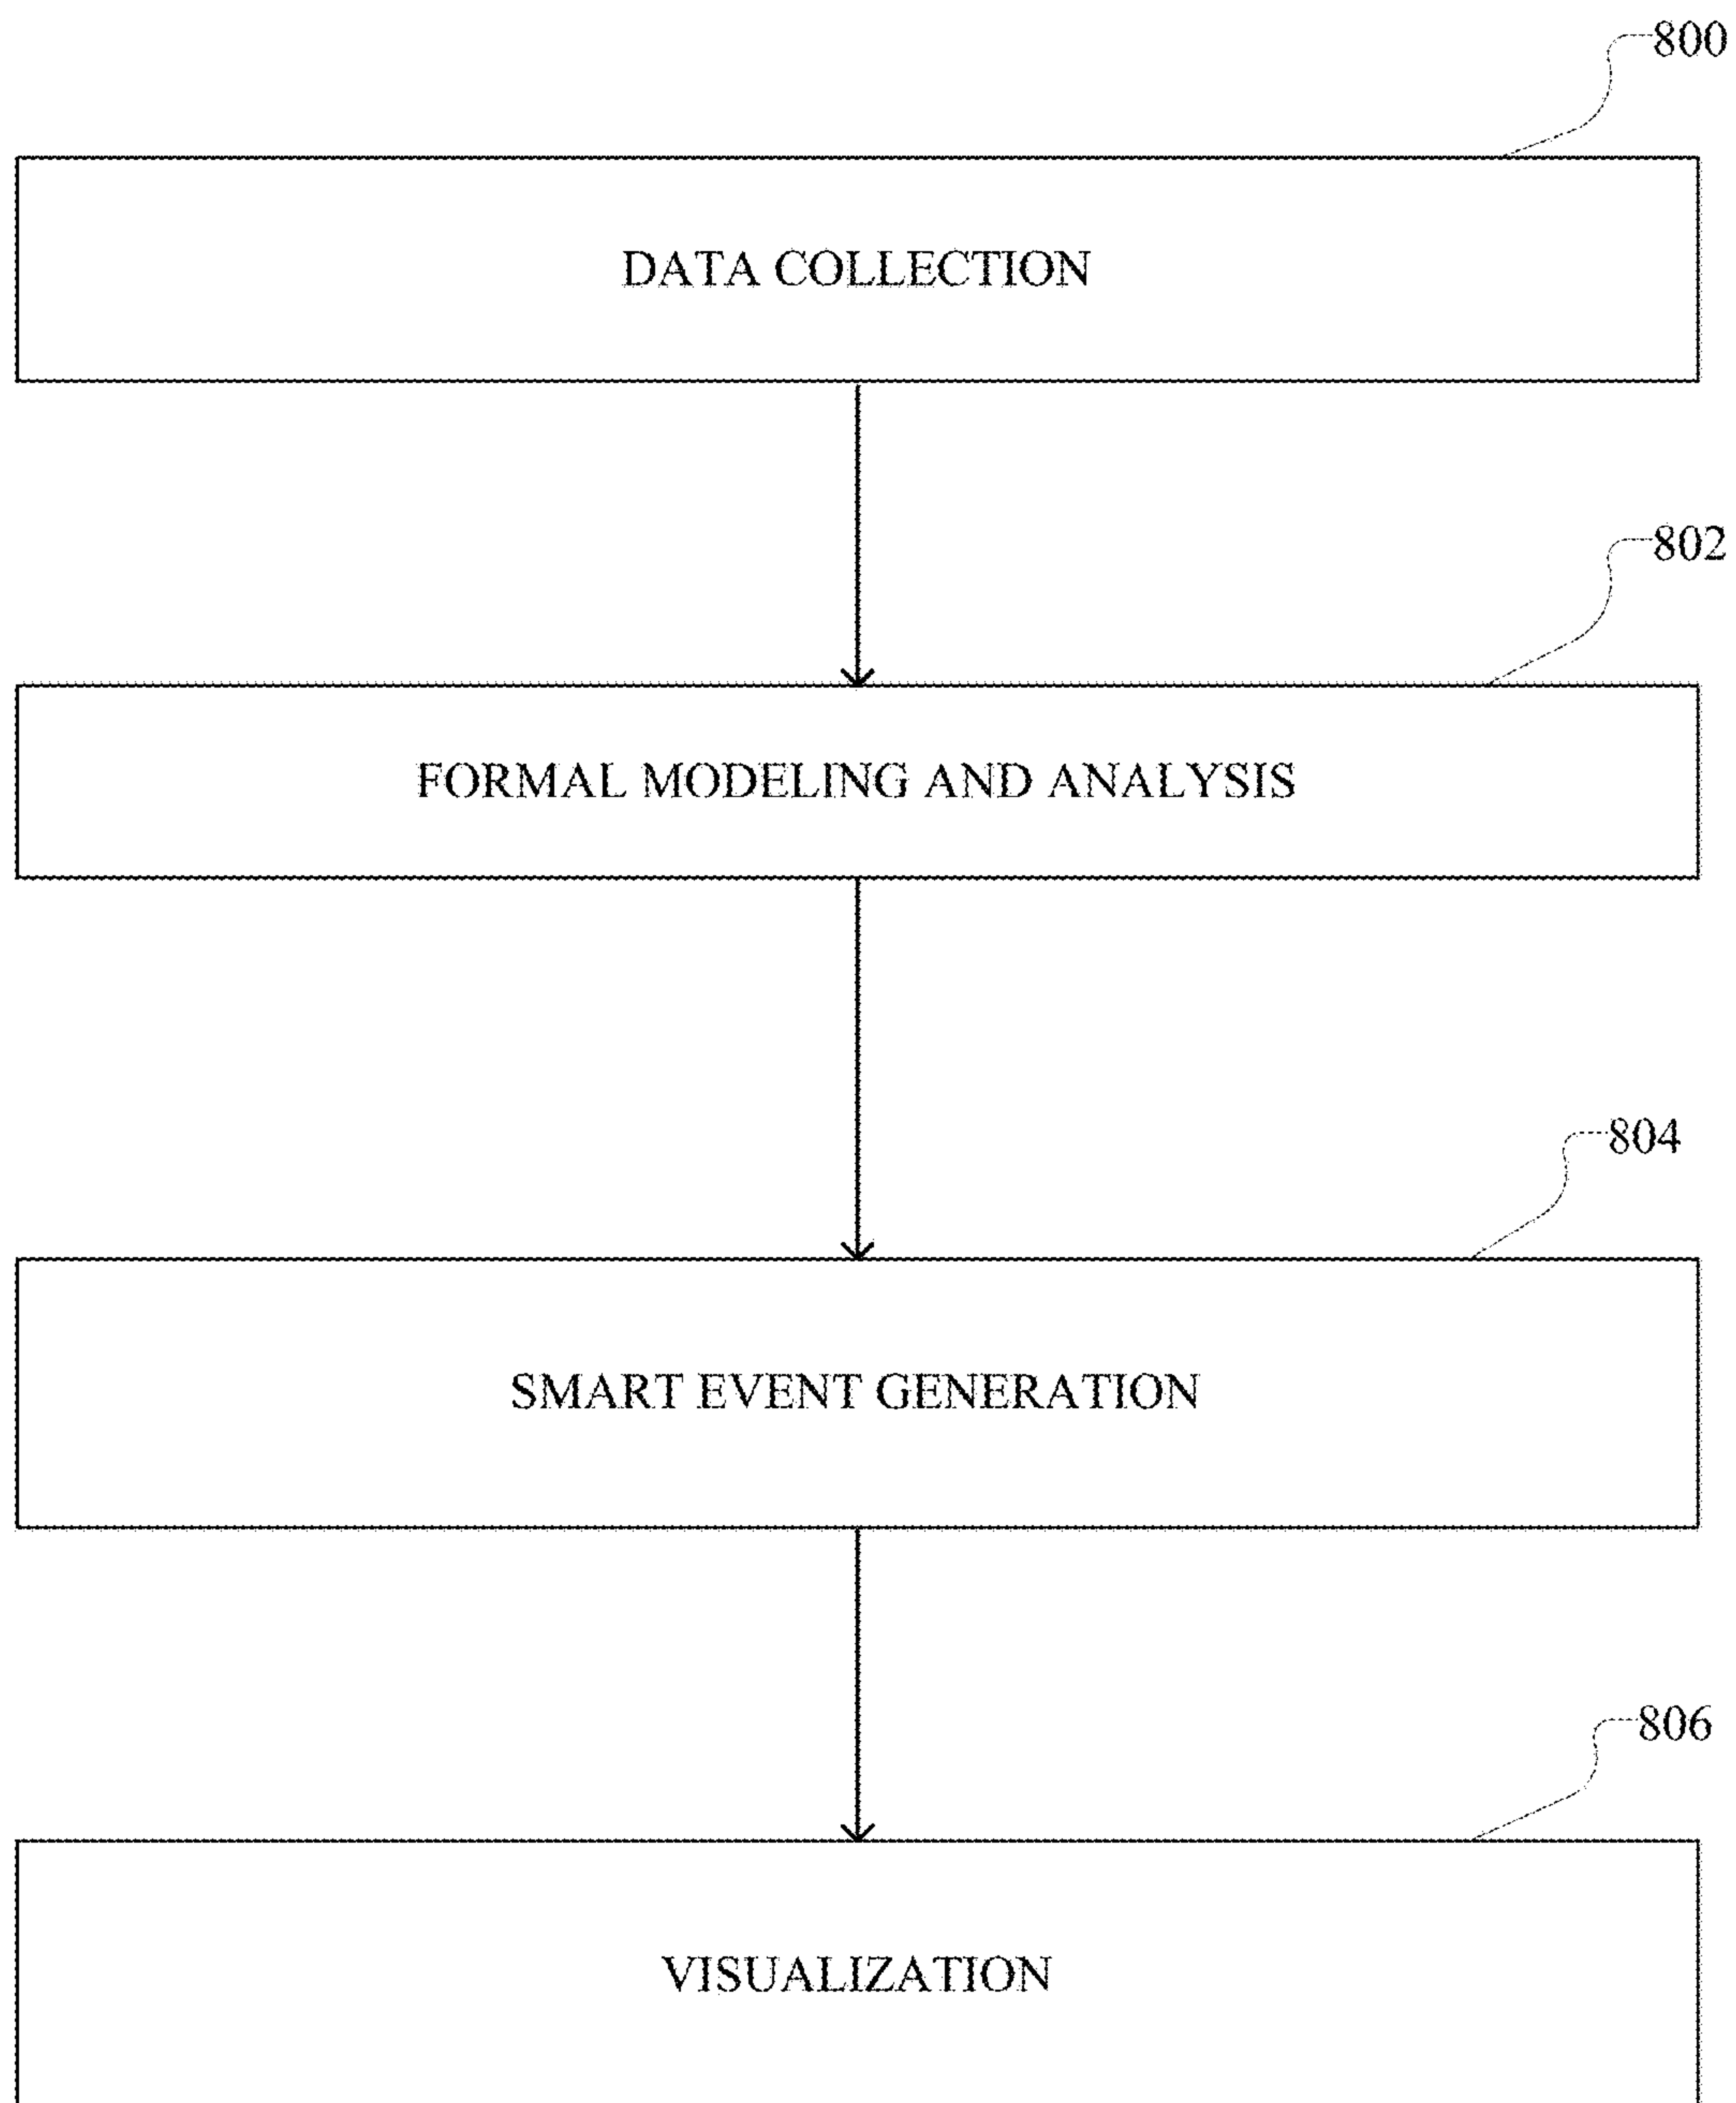 800
DATA COLLECTION
802
FORMAL MODELING AND ANALYSIS
804
SMART EVENT GENERATION
806
VISUALIZATION